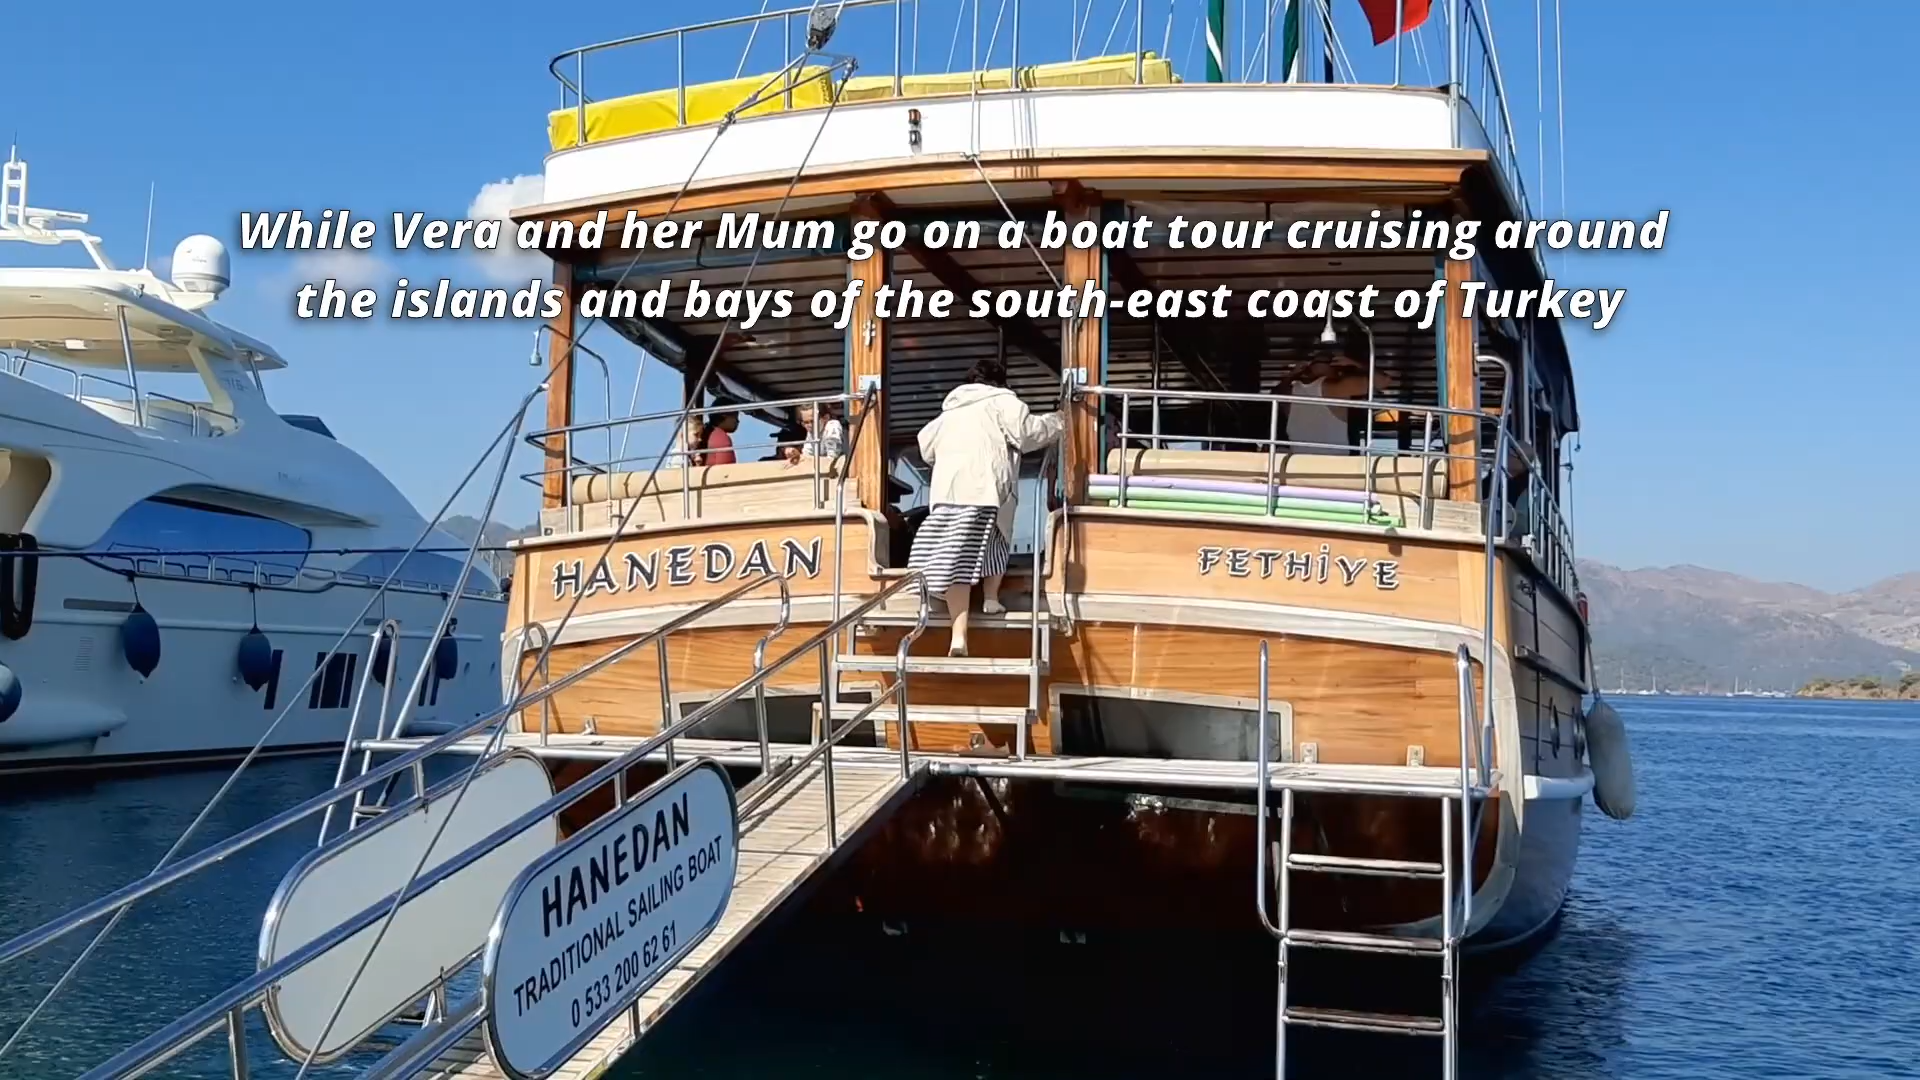 While Vera and her Mum go on a boat tour cruising around
the islands and bays of the south-east coast of Turkey
HANEDAN
FETHİYE
HANEDAN
TRADITIONAL SAILING BOAT
0 533 200 62 61